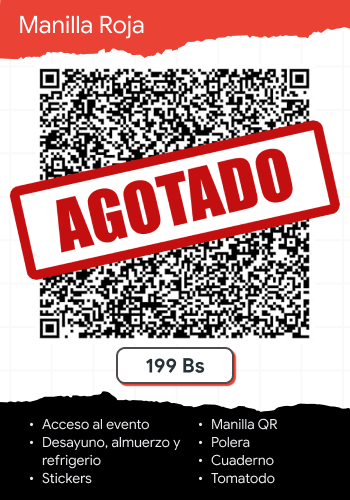 Manilla Roja
AGOTADO
199 Bs
• Acceso al evento
• Desayuno, almuerzo y
refrigerio
• Stickers
• Manilla QR
• Polera
• Cuaderno
• Tomatodo